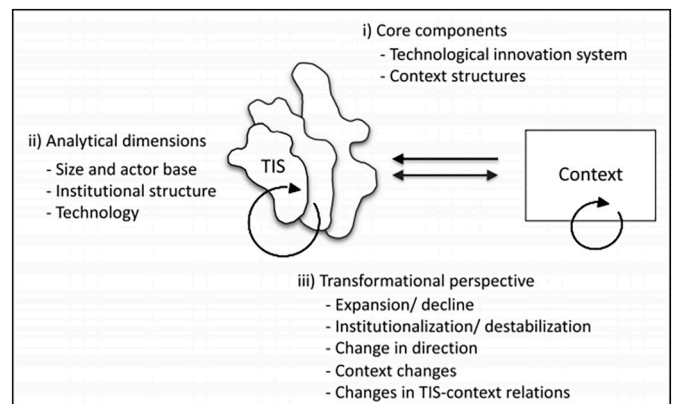 i) Core components
- Technological innovation system
- Context structures
ii) Analytical dimensions
- Size and actor base
- Institutional structure
- Technology
TIS
Context
iii) Transformational perspective
- Expansion/ decline
- Institutionalization/ destabilization
- Change in direction
- Context changes
- Changes in TIS-context relations